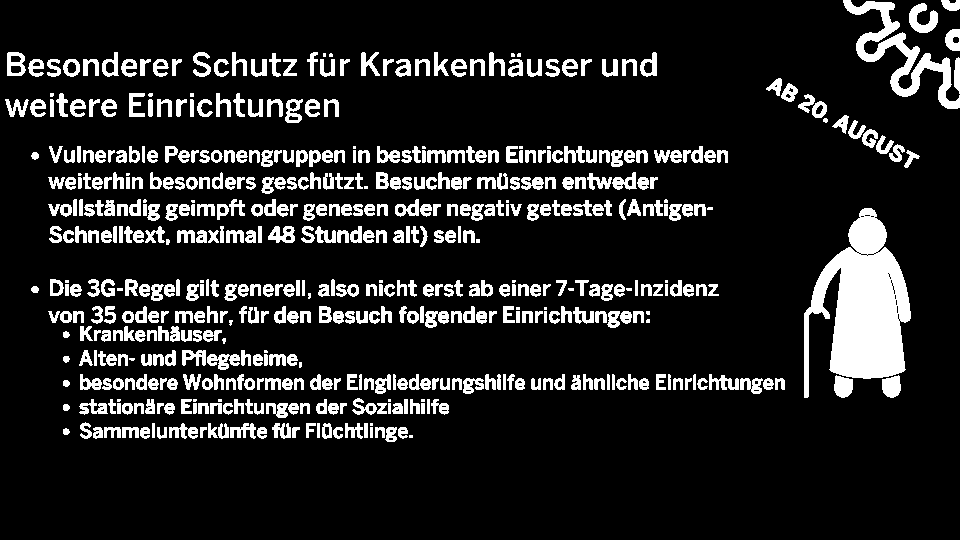 Besonderer Schutz für Krankenhäuser und
weitere Einrichtungen
AB 20. AUGUST
• Vulnerable Personengruppen in bestimmten Einrichtungen werden
weiterhin besonders geschützt. Besucher müssen entweder
vollständig geimpft oder genesen oder negativ getestet (Antigen-
Schnelltext, maximal 48 Stunden alt) sein.
• Die 3G-Regel gilt generell, also nicht erst ab einer 7-Tage-Inzidenz
von 35 oder mehr, für den Besuch folgender Einrichtungen:
• Krankenhäuser,
• Alten- und Pflegeheime,
• besondere Wohnformen der Eingliederungshilfe und ähnliche Einrichtungen
• stationäre Einrichtungen der Sozialhilfe
• Sammelunterkünfte für Flüchtlinge.